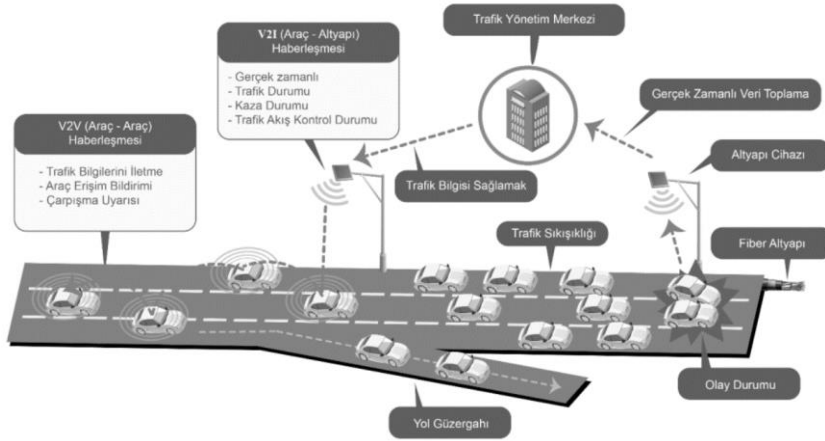 Trafik Yönetim Merkezi
V2I (Araç - Altyapı)
Haberleşmesi
- Gerçek zamanlı
- Trafik Durumu
- Kaza Durumu
- Trafik Akış Kontrol Durumu
Gerçek Zamanlı Veri Toplama
V2V (Araç - Araç)
Haberleşmesi
- Trafik Bilgilerini İletme
- Araç Erişim Bildirimi
- Çarpışma Uyarısı
Altyapı Cihazı
Trafik Bilgisi Sağlamak
Trafik Sıkışıklığı
Fiber Altyapı
Olay Durumu
Yol Güzergahı